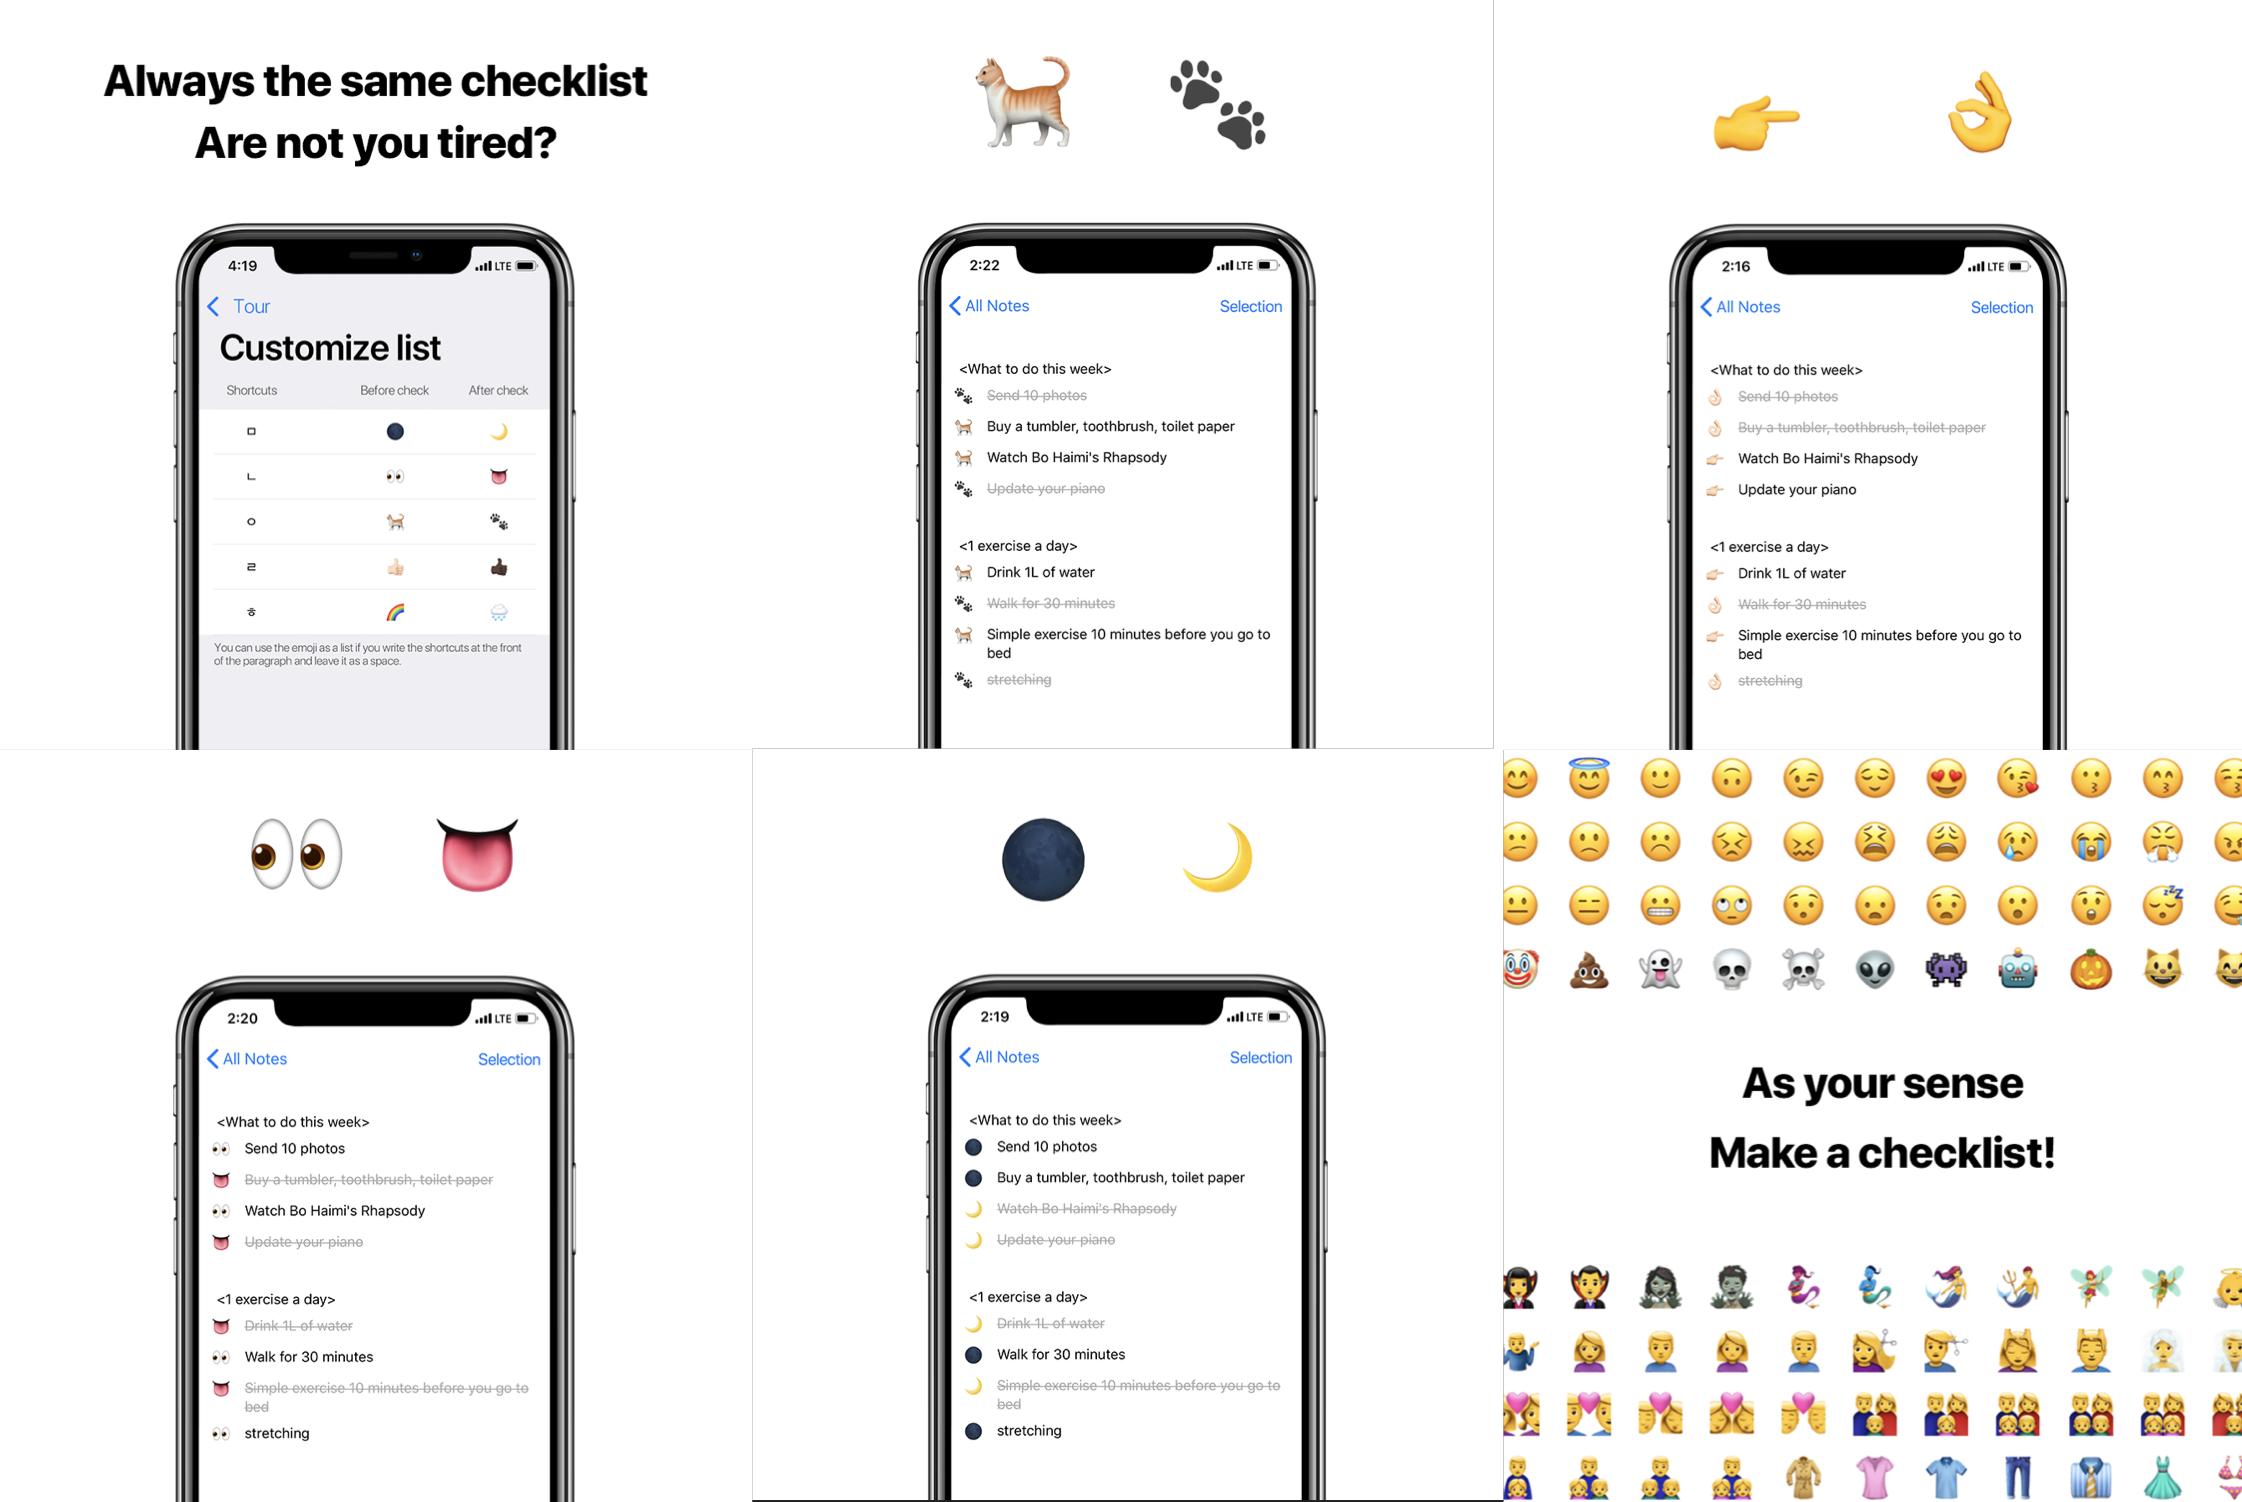 Always the same checklist
Are not you tired?
4:19
LTE
Tour
Customize list
Shortcuts Before check After check
ㅁ
ㄴ
ㅇ
ㄹ
ㅎ
You can use the emoji as a list if you write the shortcuts at the front
of the paragraph and leave it as a space.
2:22
LTE
All Notes Selection
<What to do this week>
Send 10 photos
Buy a tumbler, toothbrush, toilet paper
Watch Bo Haimi's Rhapsody
Update your piano
<1 exercise a day>
Drink 1L of water
Walk for 30 minutes
Simple exercise 10 minutes before you go to
bed
stretching
2:16
LTE
All Notes Selection
<What to do this week>
Send 10 photos
Buy a tumbler, toothbrush, toilet paper
Watch Bo Haimi's Rhapsody
Update your piano
<1 exercise a day>
Drink 1L of water
Walk for 30 minutes
Simple exercise 10 minutes before you go to
bed
stretching
2:20
LTE
All Notes Selection
<What to do this week>
Send 10 photos
Buy a tumbler, toothbrush, toilet paper
Watch Bo Haimi's Rhapsody
Update your piano
<1 exercise a day>
Drink 1L of water
Walk for 30 minutes
Simple exercise 10 minutes before you go to
bed
stretching
2:19
LTE
All Notes Selection
<What to do this week>
Send 10 photos
Buy a tumbler, toothbrush, toilet paper
Watch Bo Haimi's Rhapsody
Update your piano
<1 exercise a day>
Drink 1L of water
Walk for 30 minutes
Simple exercise 10 minutes before you go to
bed
stretching
As your sense
Make a checklist!